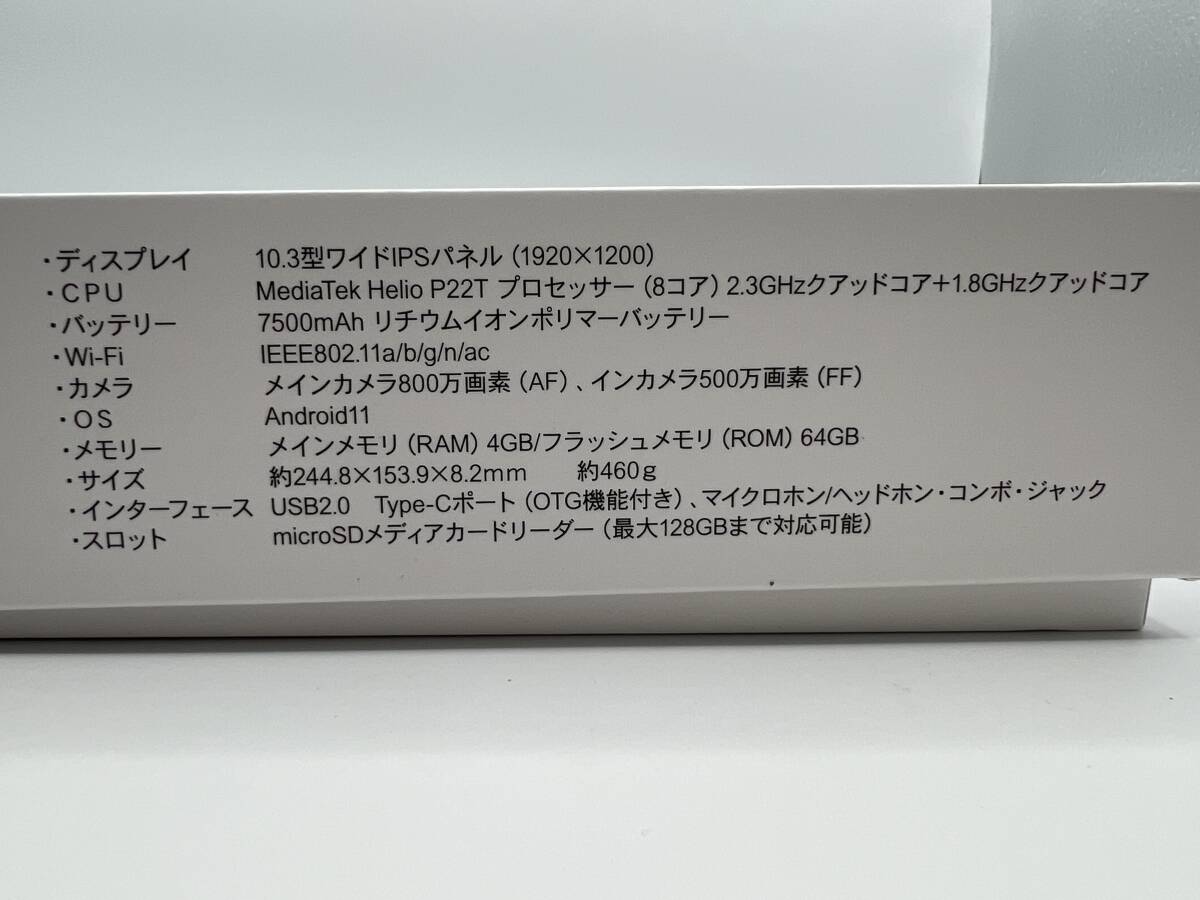 ・ディスプレイ 10.3型ワイドIPSパネル（1920×1200）
・CPU MediaTek Helio P22T プロセッサー（8コア）2.3GHzクアッドコア＋1.8GHzクアッドコア
・バッテリー 7500mAh リチウムイオンポリマーバッテリー
・Wi-Fi IEEE802.11a/b/g/n/ac
・カメラ メインカメラ800万画素（AF）、インカメラ500万画素（FF）
・OS Android11
・メモリー メインメモリ（RAM）4GB/フラッシュメモリ（ROM）64GB
・サイズ 約244.8×153.9×8.2mm 約460g
・インターフェース USB2.0 Type-Cポート（OTG機能付き）、マイクロホン/ヘッドホン・コンボ・ジャック
・スロット microSDメディアカードリーダー（最大128GBまで対応可能）